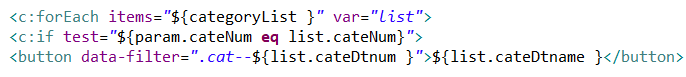 <c:forEach items="${categoryList }" var="list">
<c:if test="${param.cateNum eq list.cateNum}">
<button data-filter=".cat--${list.cateDtnum }">${list.cateDtname }</button>